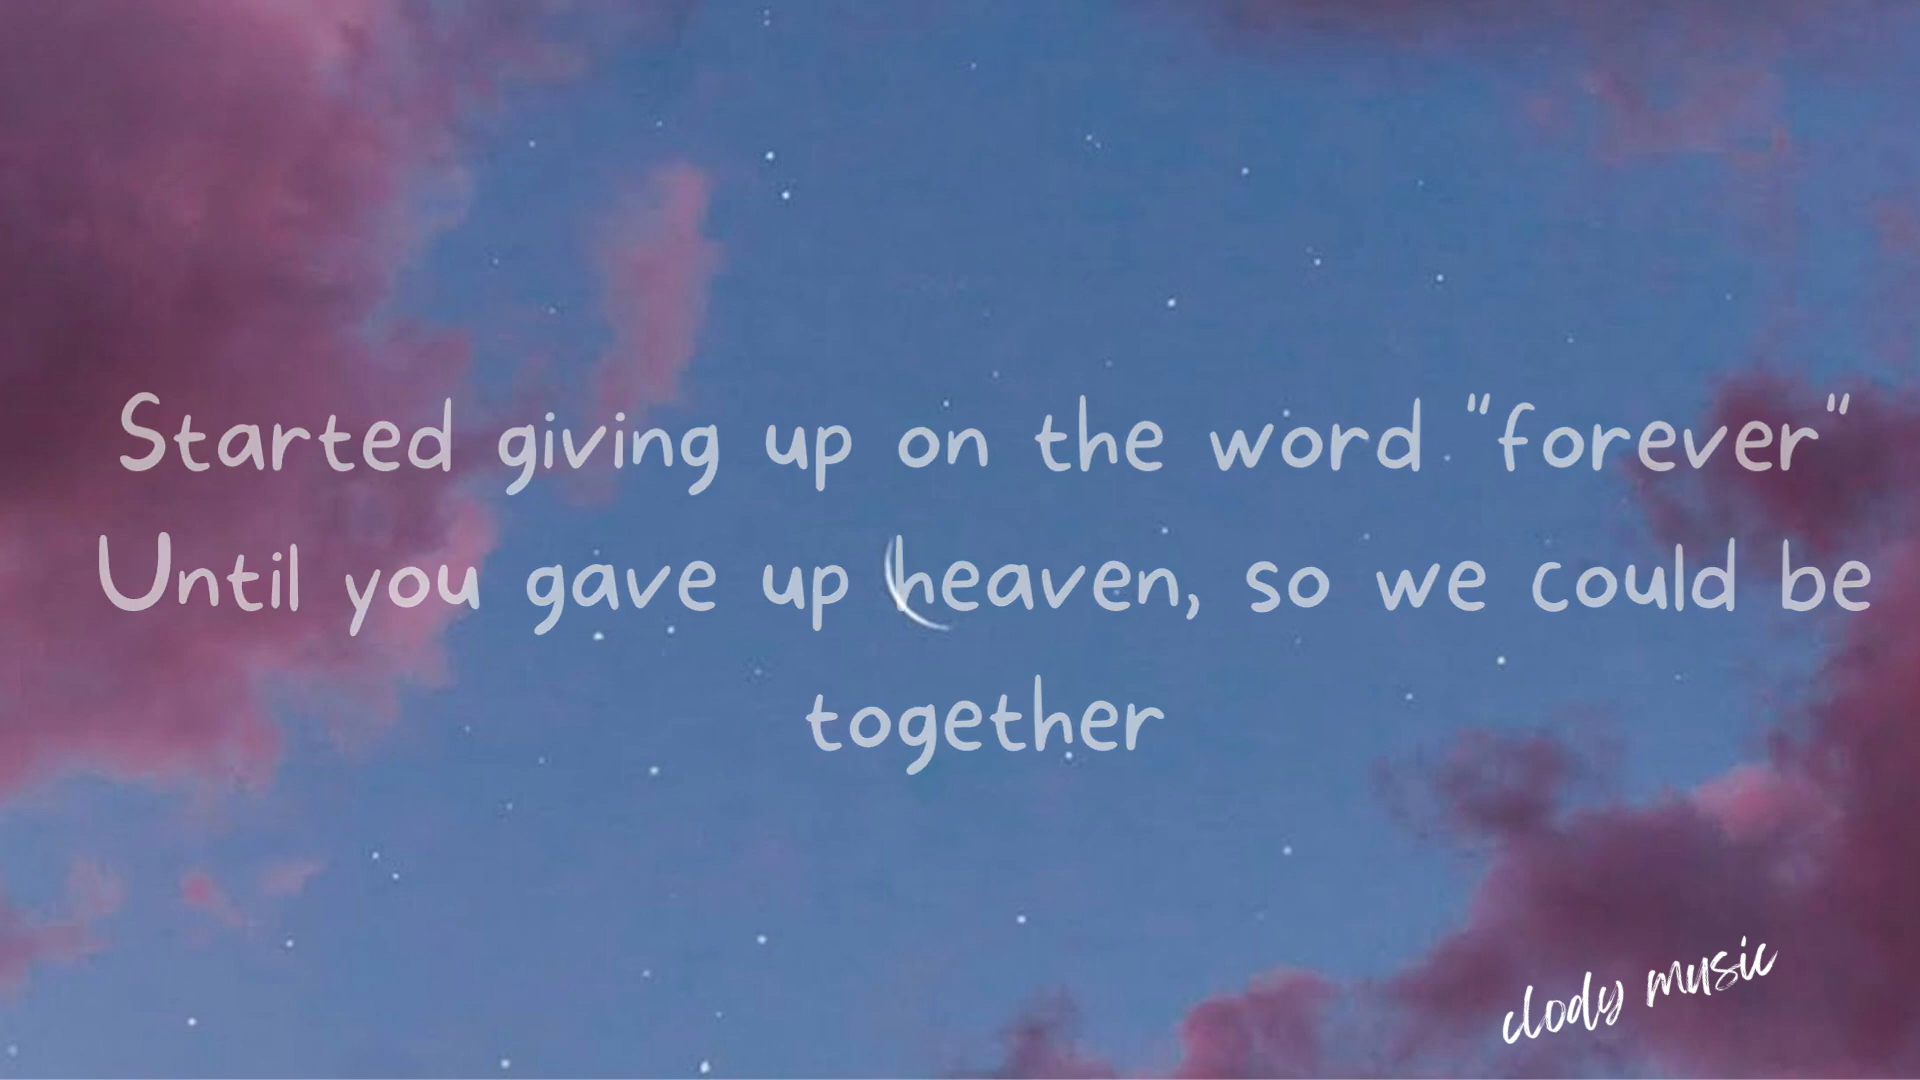 Started giving up on the word "forever"
Until you gave up heaven, so we could be
together
clody music